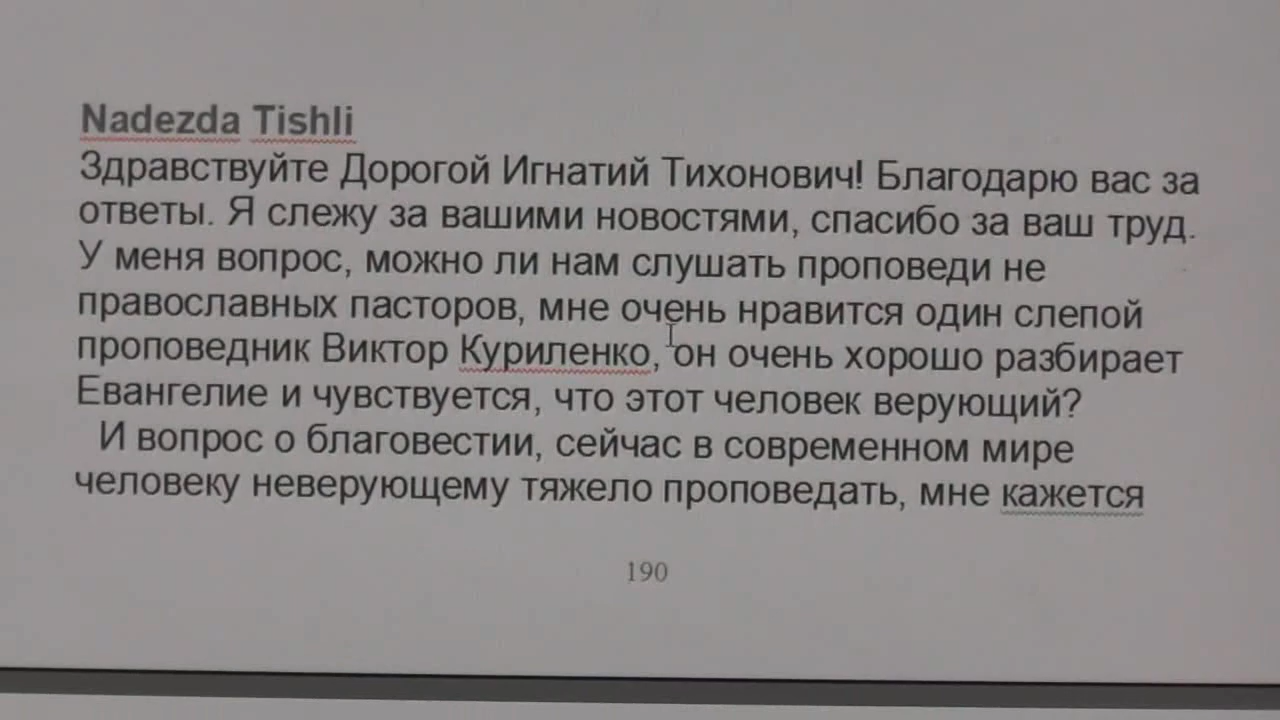 Nadezda Tishli
Здравствуйте Дорогой Игнатий Тихонович! Благодарю вас за
ответы. Я слежу за вашими новостями, спасибо за ваш труд.
У меня вопрос, можно ли нам слушать проповеди не
православных пасторов, мне очень нравится один слепой
проповедник Виктор Куриленко, он очень хорошо разбирает
Евангелие и чувствуется, что этот человек верующий?
И вопрос о благовестии, сейчас в современном мире
человеку неверующему тяжело проповедать, мне кажется
190